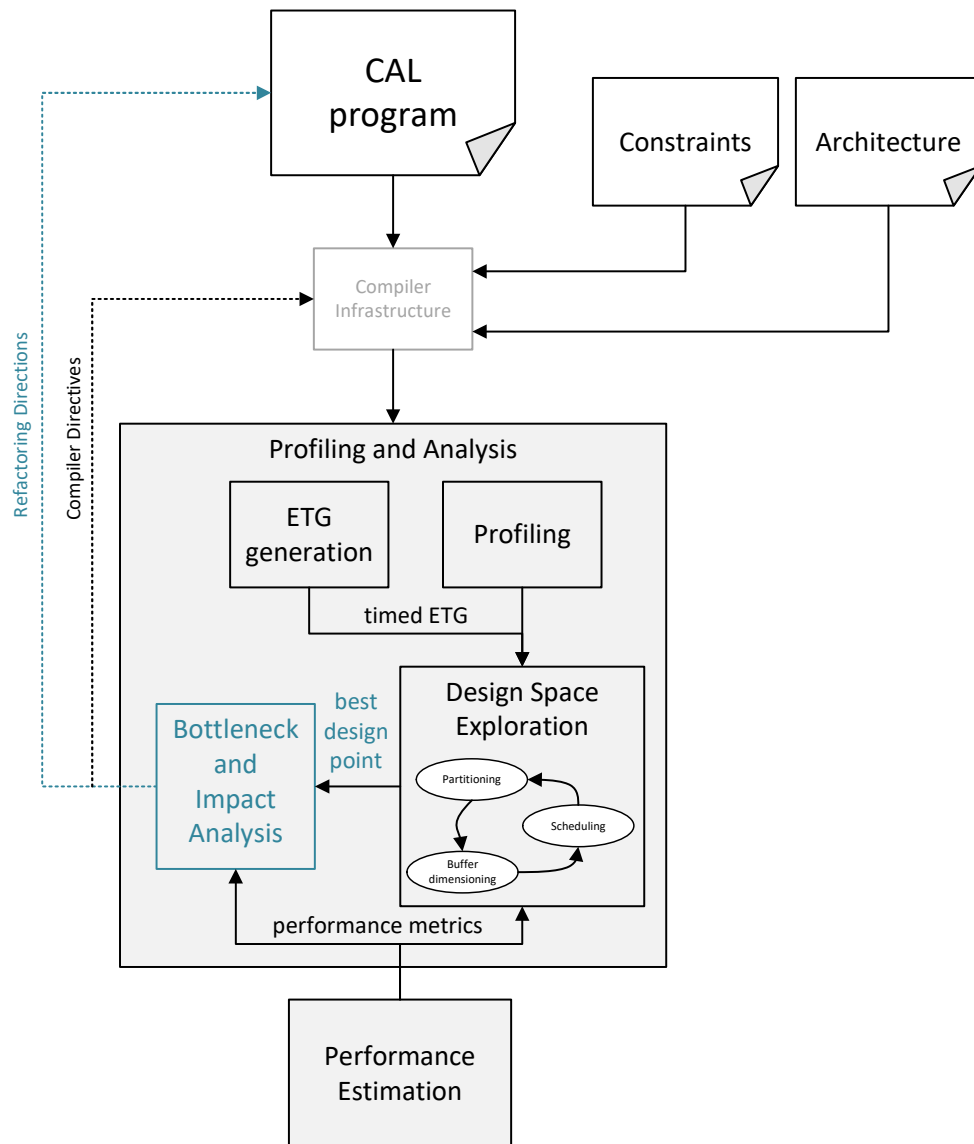 CAL
program
Constraints
Architecture
Compiler
Infrastructure
Refactoring Directions
Compiler Directives
Profiling and Analysis
ETG
generation
Profiling
timed ETG
Design Space
Exploration
best
design
point
Bottleneck
and
Impact
Analysis
Partitioning
Scheduling
Buffer
dimensioning
performance metrics
Performance
Estimation